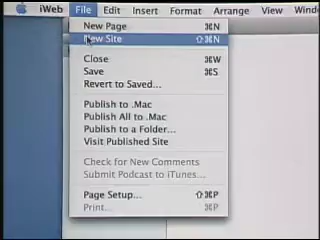 iWeb File Edit Insert Format Arrange View Windo
New Page ⌘N
New Site ⇧⌘N
Close ⌘W
Save ⌘S
Revert to Saved...
Publish to .Mac
Publish All to .Mac
Publish to a Folder...
Visit Published Site
Check for New Comments
Submit Podcast to iTunes...
Page Setup... ⇧⌘P
Print... ⌘P